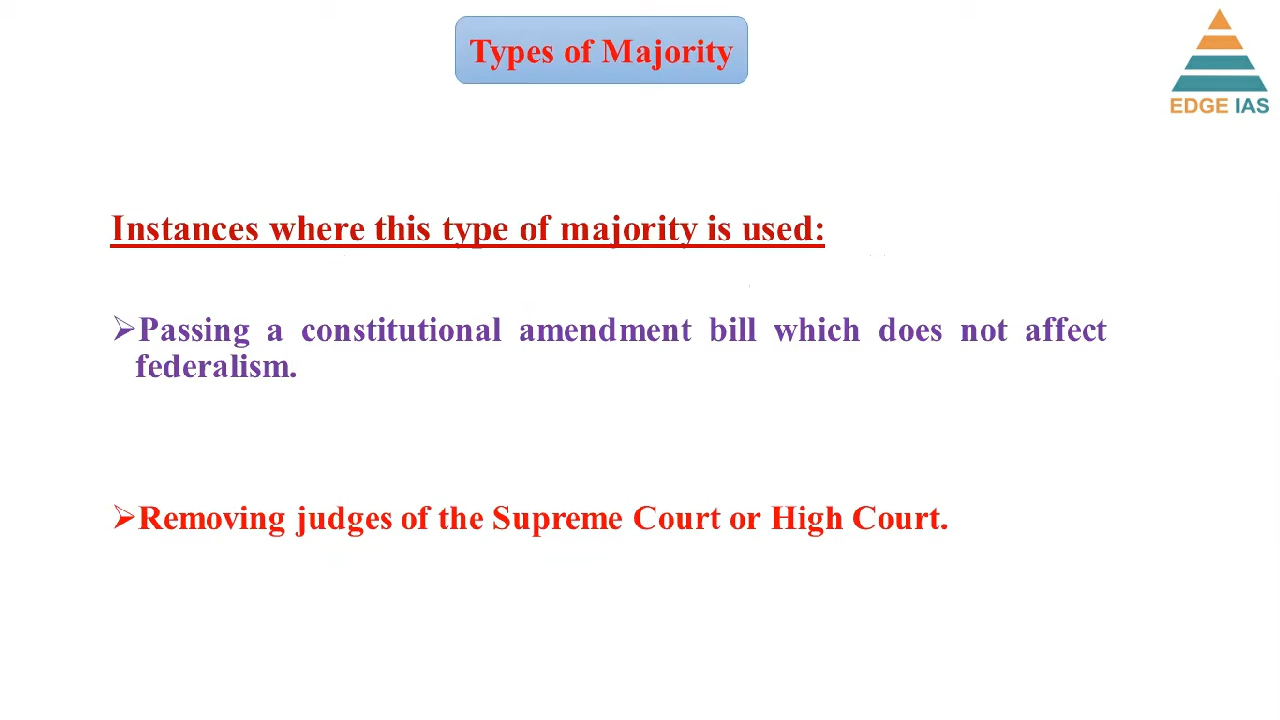 Types of Majority
EDGE IAS
Instances where this type of majority is used:
➢Passing a constitutional amendment bill which does not affect
federalism.
➢Removing judges of the Supreme Court or High Court.